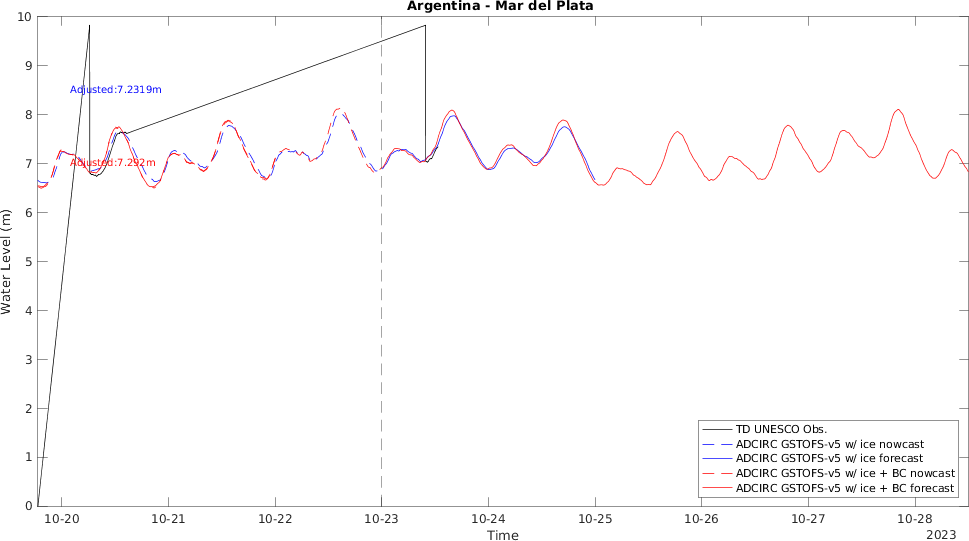 Argentina - Mar del Plata
10
9
8
7
6
5
4
3
2
1
0
Water Level (m)
Adjusted:7.2319m
Adjusted:7.292m
TD UNESCO Obs.
ADCIRC GSTOFS-v5 w/ ice nowcast
ADCIRC GSTOFS-v5 w/ ice forecast
ADCIRC GSTOFS-v5 w/ ice + BC nowcast
ADCIRC GSTOFS-v5 w/ ice + BC forecast
10-20
10-21
10-22
10-23
10-24
10-25
10-26
10-27
10-28
Time
2023